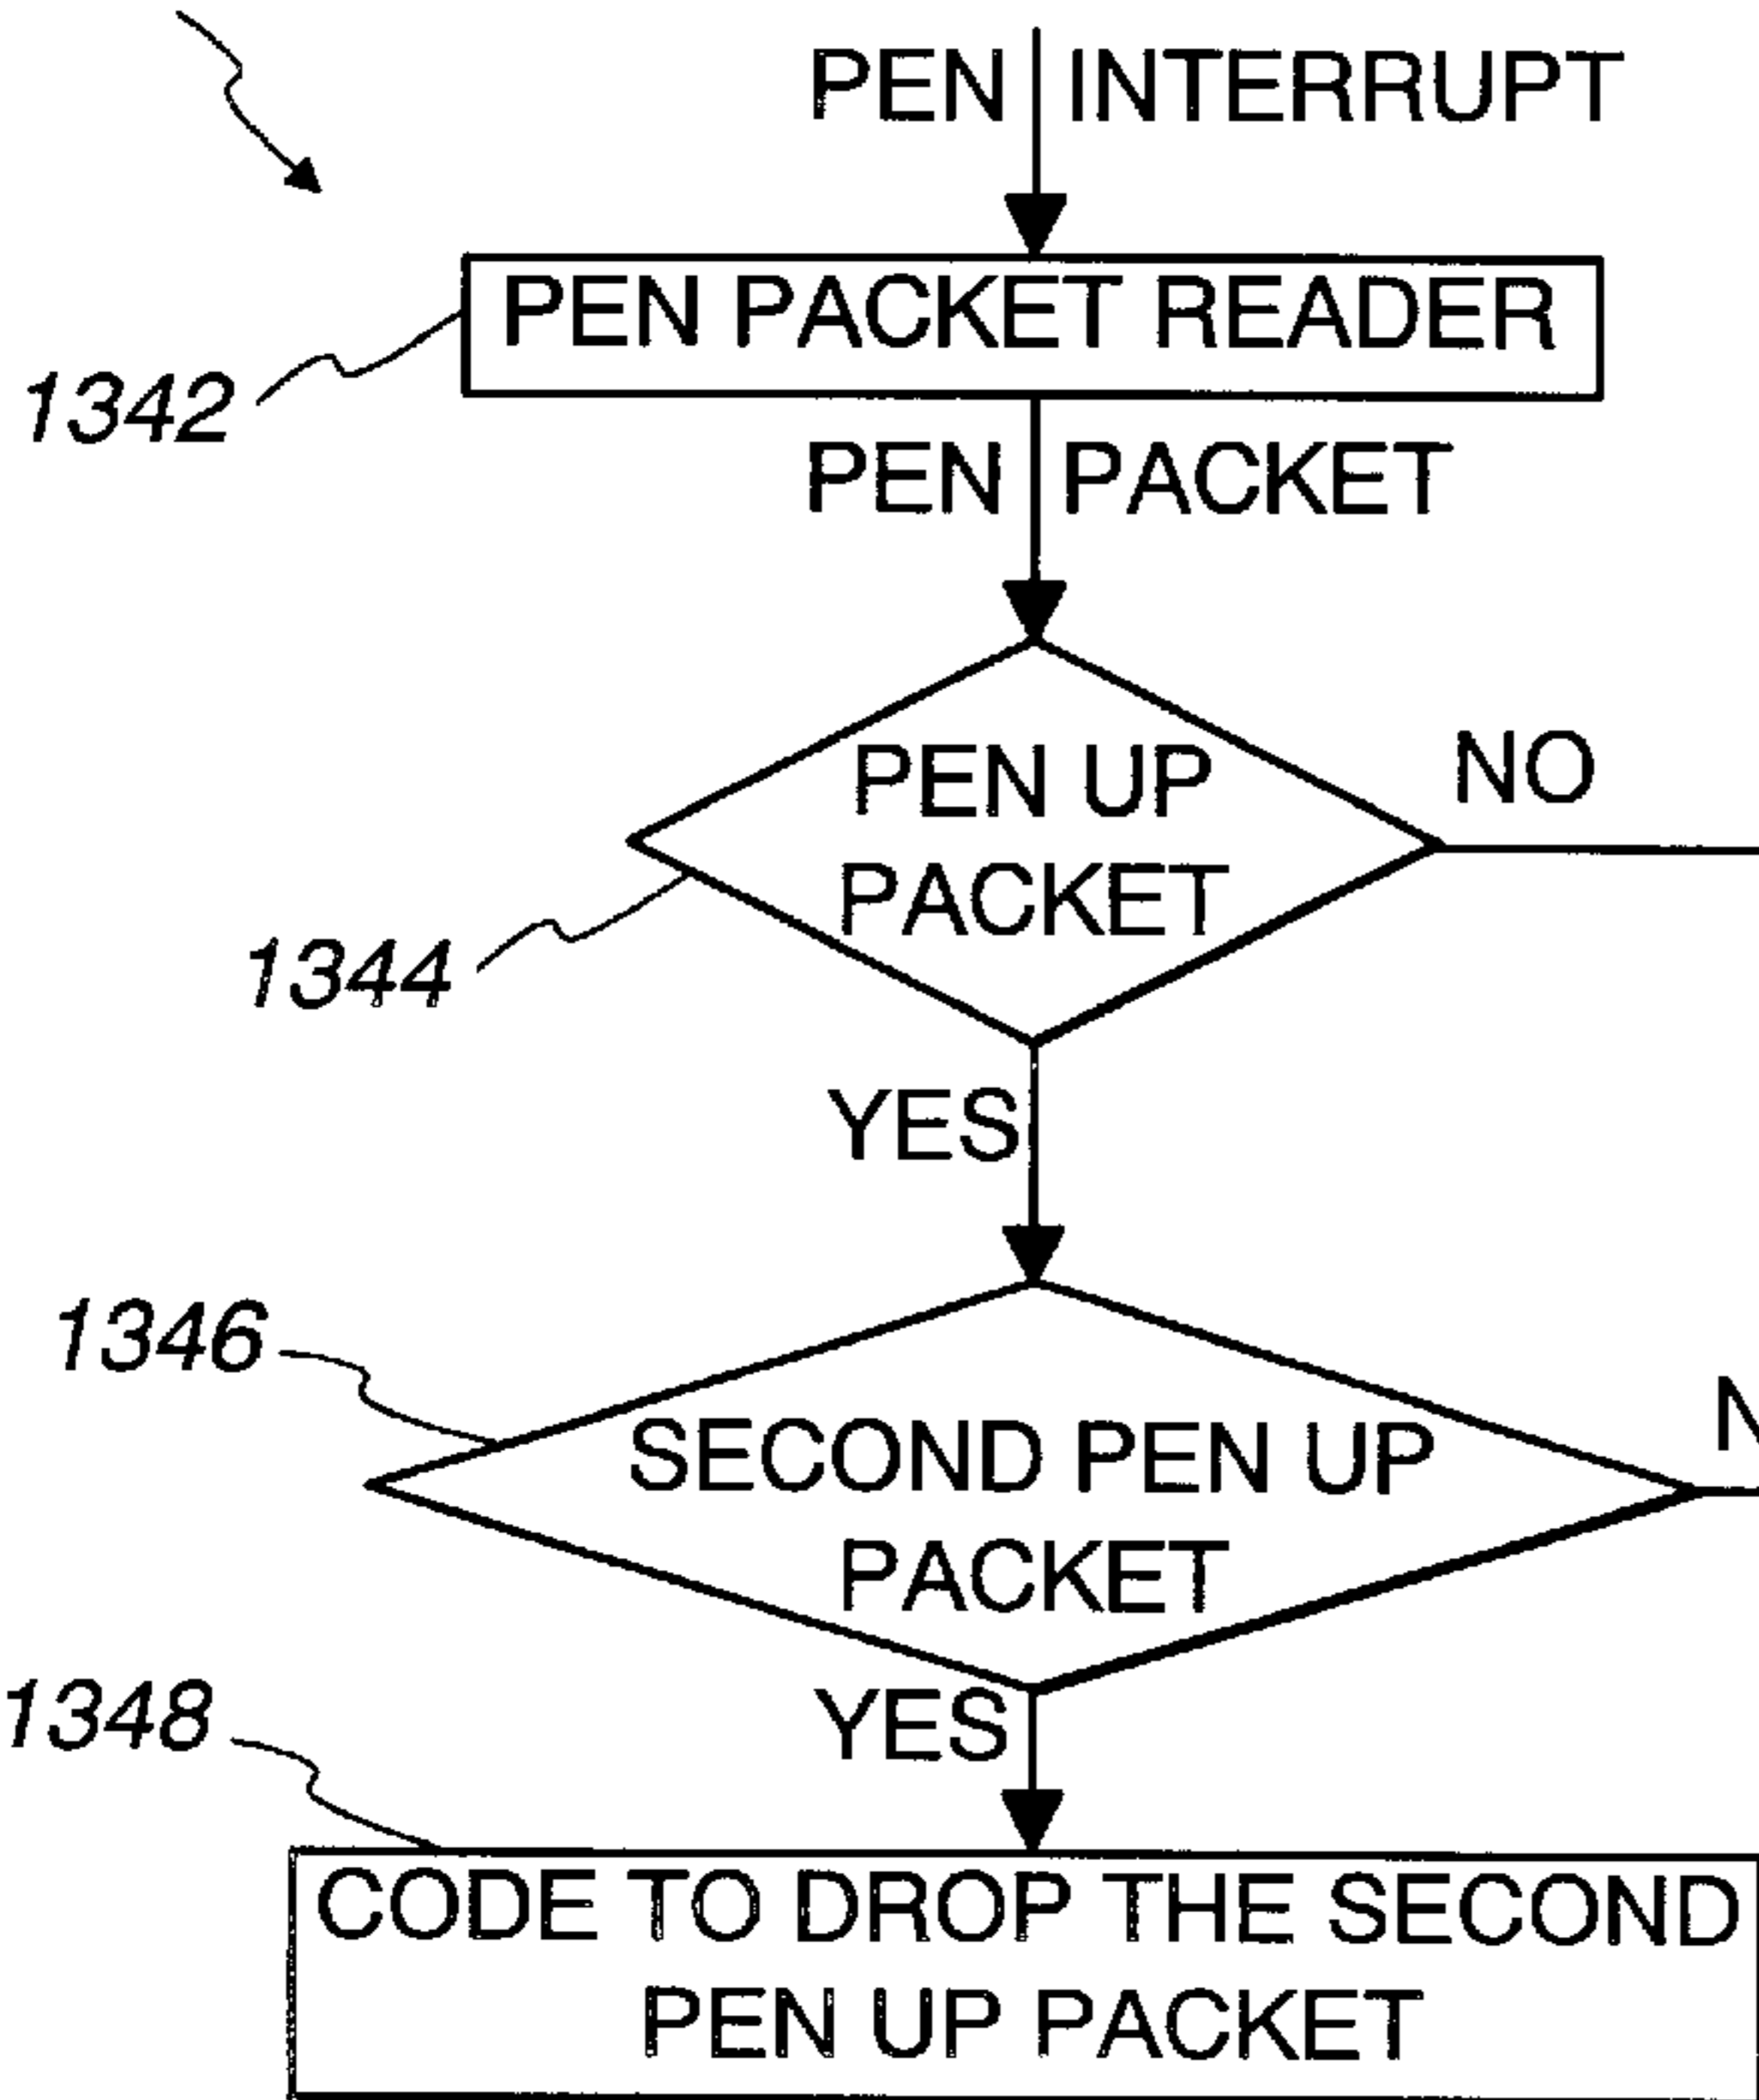 PEN INTERRUPT
PEN PACKET READER
1342
PEN PACKET
PEN UP
PACKET
NO
1344
YES
1346
SECOND PEN UP
PACKET
N
YES
1348
CODE TO DROP THE SECOND
PEN UP PACKET